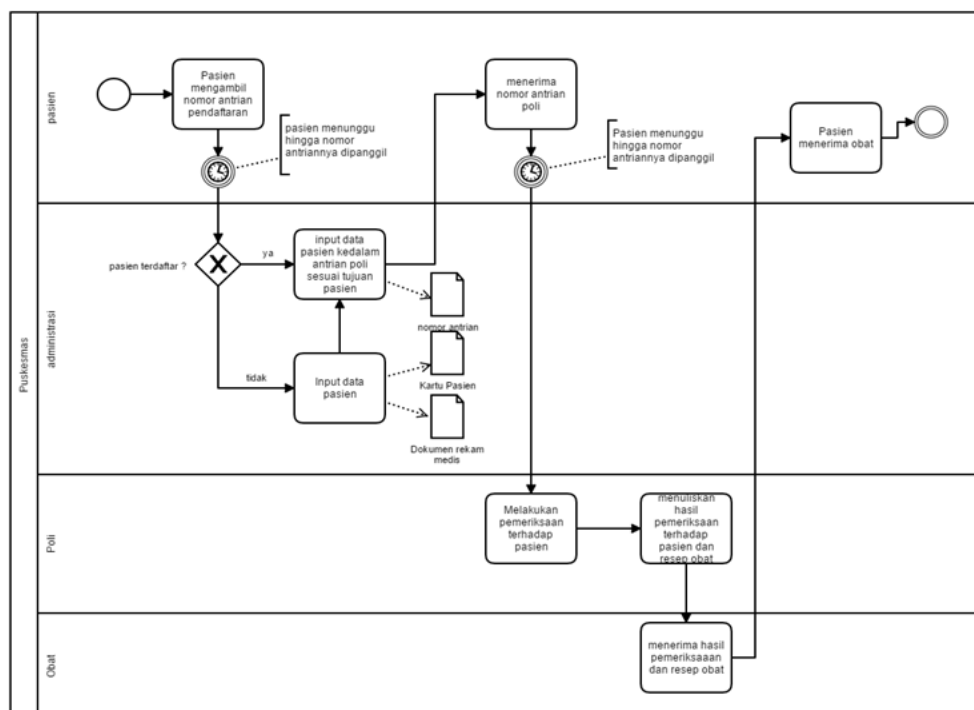 Puskesmas
pasien
Pasien
mengambil
nomor antrian
pendaftaran
pasien menunggu
hingga nomor
antriannya dipanggil
menerima
nomor antrian
poli
Pasien menunggu
hingga nomor
antriannya dipanggil
Pasien
menerima obat
administrasi
pasien terdaftar ?
ya
tidak
input data
pasien kedalam
antrian poli
sesuai tujuan
pasien
nomor antrian
Input data
pasien
Kartu Pasien
Dokumen rekam
medis
Poli
Melakukan
pemeriksaan
terhadap
pasien
menuliskan
hasil
pemeriksaan
terhadap
pasien dan
resep obat
Obat
menerima hasil
pemeriksaaan
dan resep obat